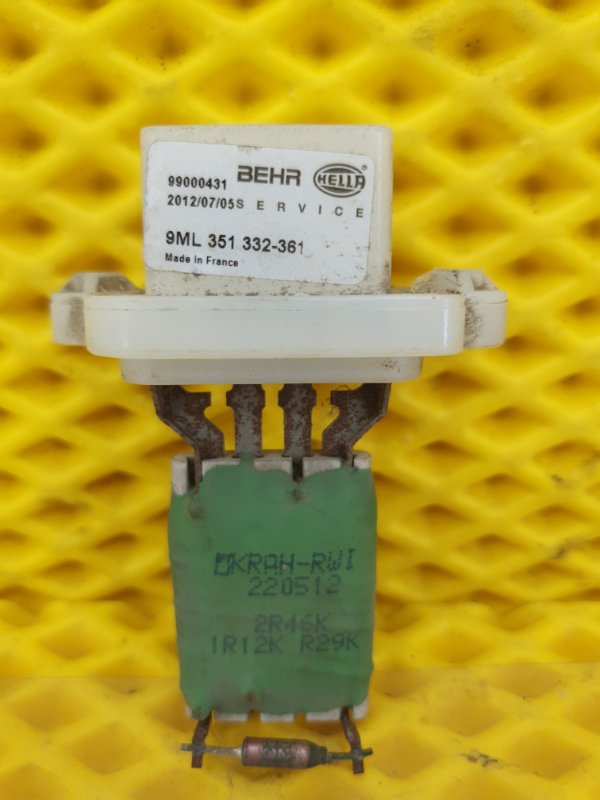 99000431 BEHR HELLA
2012/07/05 SERVICE
9ML 351 332-361
Made in France
KRAH-RWI
220512
2R46K
1R12K R29K